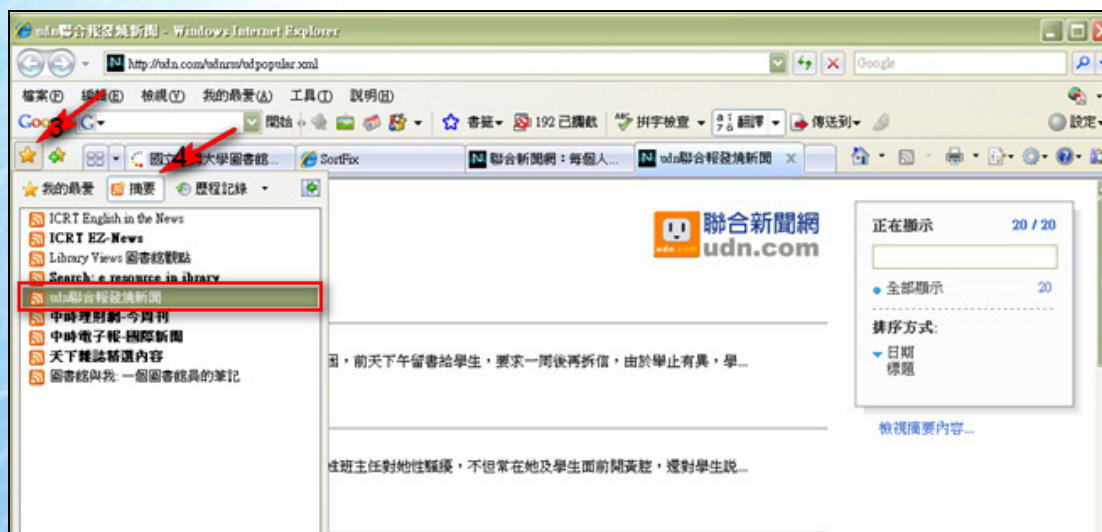 udn聯合報發燒新聞 - Windows Internet Explorer
http://udn.com/udnrss/udpopular.xml
Google
檔案(F) 編輯(E) 檢視(V) 我的最愛(A) 工具(T) 說明(H)
Google G 開始 書籤 192 已攔截 拼字檢查 翻譯 傳送到 設定
3
4
SortFix 聯合新聞網：每個人... udn聯合報發燒新聞
我的最愛 摘要 歷程記錄
ICRT English in the News
ICRT EZ-News
Library Views 圖書館觀點
Search: e resource in library
udn聯合報發燒新聞
中時理財網-今周刊
中時電子報-國際新聞
天下雜誌精選內容
圖書館與我: 一個圖書館員的筆記
聯合新聞網
udn.com
正在顯示 20 / 20
全部顯示 20
排序方式:
日期
標題
檢視摘要內容...
困，前天下午留書給學生，要求一周後再拆信，由於舉止有異，學...
姓班主任對她性騷擾，不但常在她及學生面前開黃腔，還對學生說...